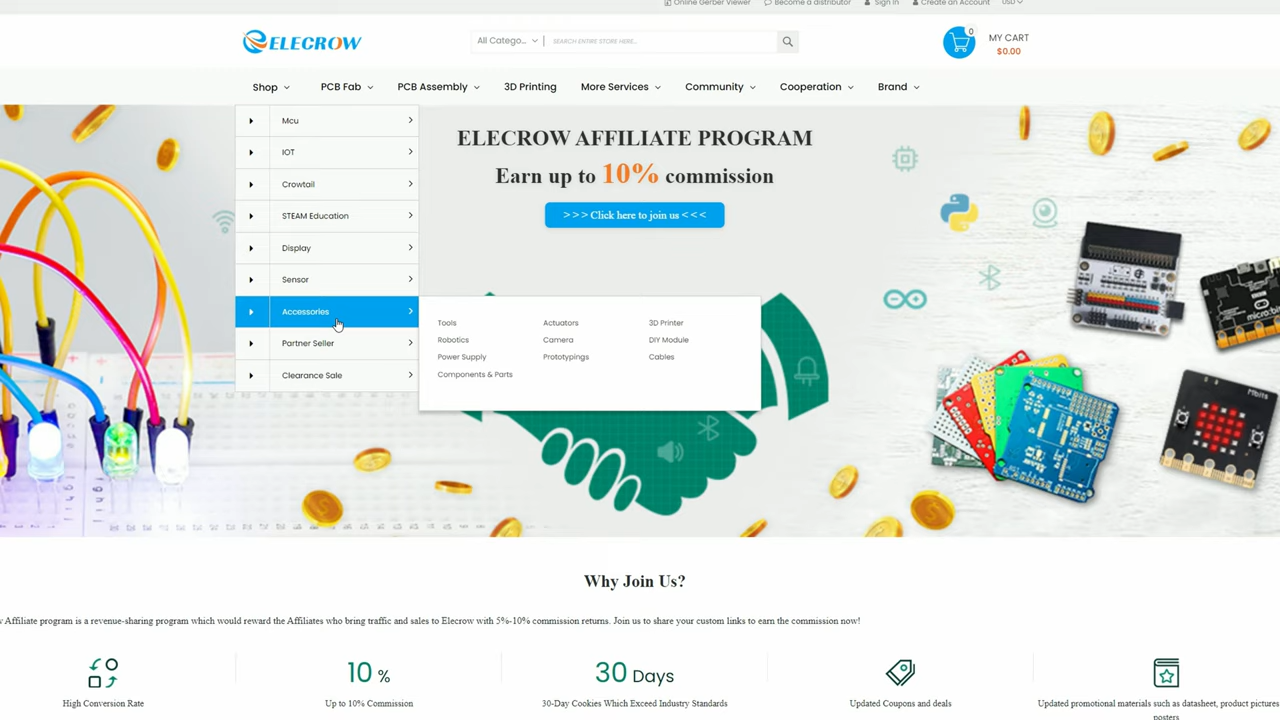 Online Gerber Viewer Become a distributor Sign In Create an Account USD
ELECROW
All Catego... SEARCH ENTIRE STORE HERE...
0
MY CART
$0.00
Shop PCB Fab PCB Assembly 3D Printing More Services Community Cooperation Brand
Mcu
IOT
Crowtail
STEAM Education
Display
Sensor
Accessories
Partner Seller
Clearance Sale
Tools Actuators 3D Printer
Robotics Camera DIY Module
Power Supply Prototypings Cables
Components & Parts
ELECROW AFFILIATE PROGRAM
Earn up to 10% commission
>>> Click here to join us <<<
micro:bit
Mbits
Why Join Us?
w Affiliate program is a revenue-sharing program which would reward the Affiliates who bring traffic and sales to Elecrow with 5%-10% commission returns. Join us to share your custom links to earn the commission now!
10 %
30 Days
High Conversion Rate
Up to 10% Commission
30-Day Cookies Which Exceed Industry Standards
Updated Coupons and deals
Updated promotional materials such as datasheet, product pictures
posters